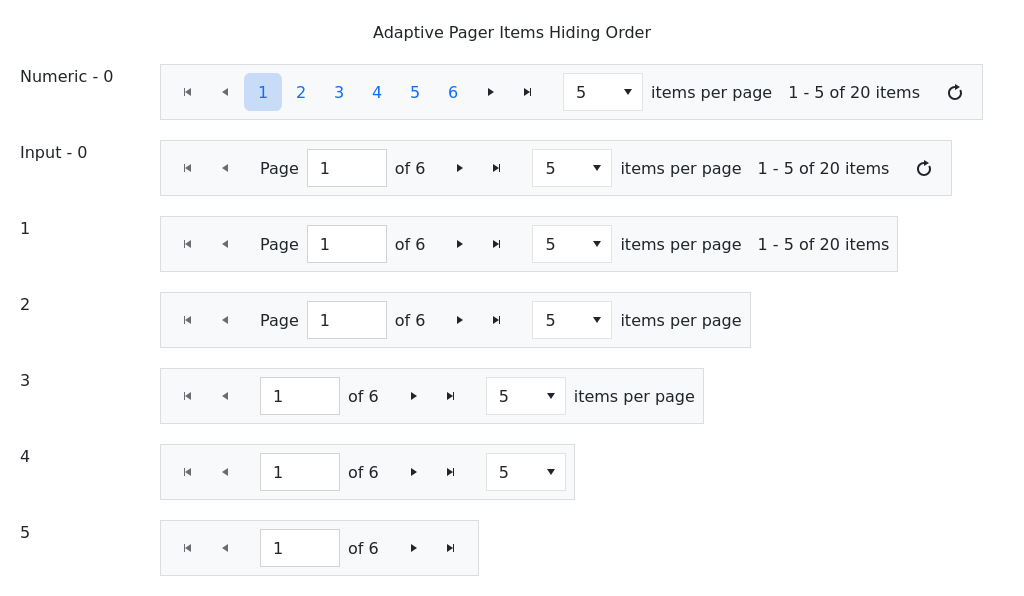 Adaptive Pager Items Hiding Order
Numeric - 0
1 2 3 4 5 6 5 items per page 1 - 5 of 20 items
Input - 0
Page 1 of 6 5 items per page 1 - 5 of 20 items
1
Page 1 of 6 5 items per page 1 - 5 of 20 items
2
Page 1 of 6 5 items per page
3
1 of 6 5 items per page
4
1 of 6 5
5
1 of 6